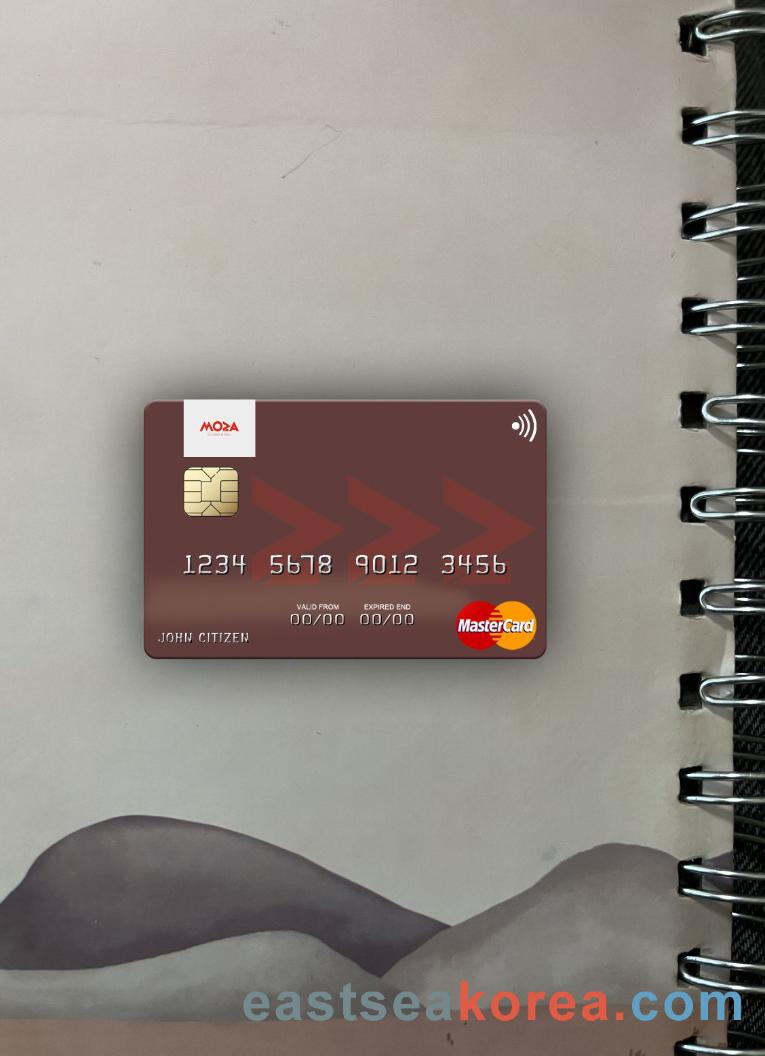 MOZA
1234 5678 9012 3456
VALID FROM EXPIRED END
00/00 00/00
JOHN CITIZEN
MasterCard
eastseakorea.com